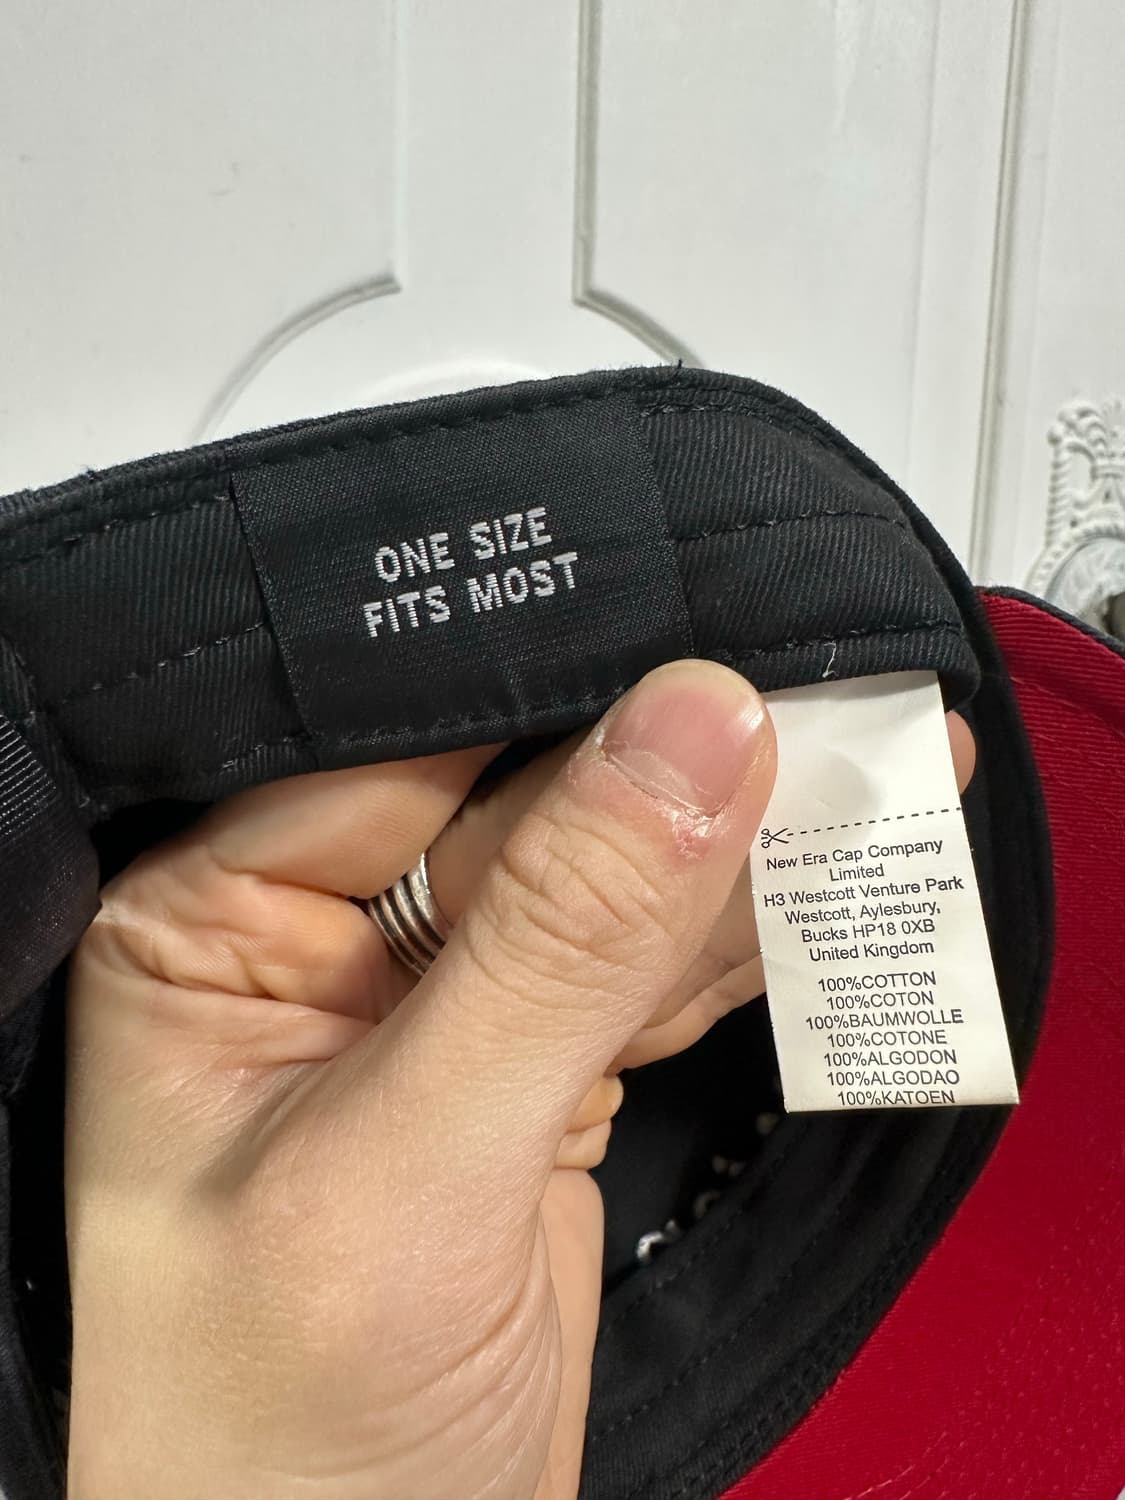 ONE SIZE
FITS MOST
New Era Cap Company
Limited
H3 Westcott Venture Park
Westcott, Aylesbury,
Bucks HP18 0XB
United Kingdom
100%COTTON
100%COTON
100%BAUMWOLLE
100%COTONE
100%ALGODON
100%ALGODAO
100%KATOEN